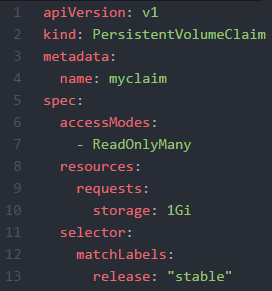 1 apiVersion: v1
2 kind: PersistentVolumeClaim
3 metadata:
4   name: myclaim
5 spec:
6   accessModes:
7     - ReadOnlyMany
8   resources:
9     requests:
10       storage: 1Gi
11   selector:
12     matchLabels:
13       release: "stable"